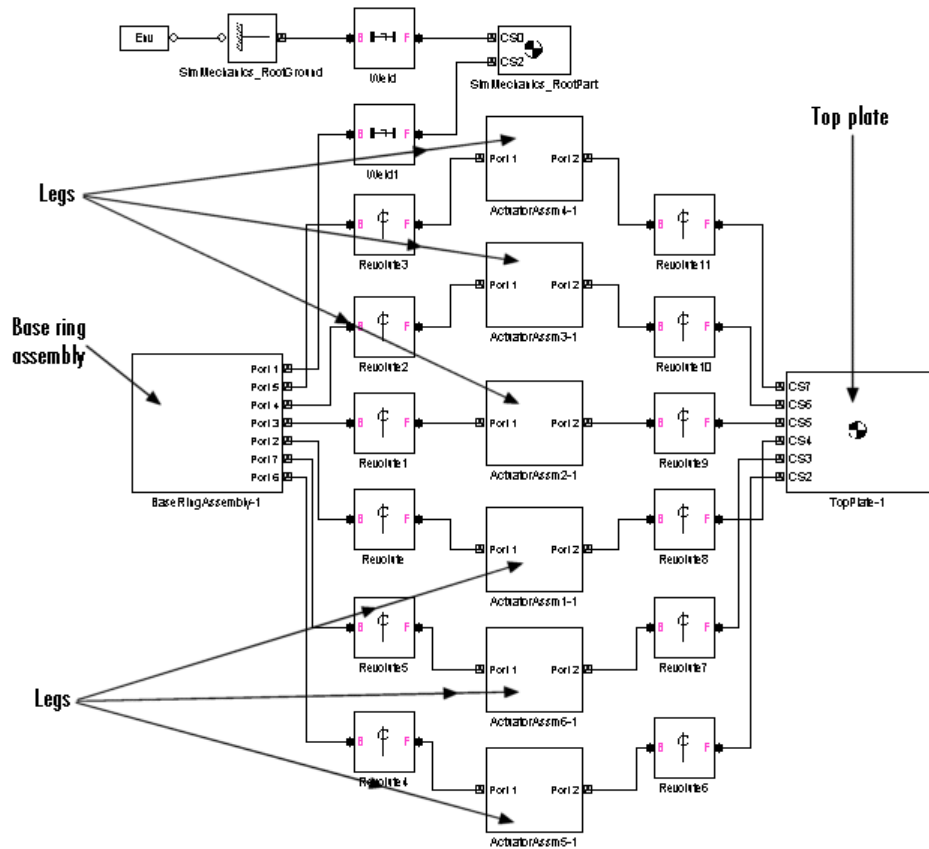 Env
SimMechanics_RootGround
B F
Weld
CS0
CS2
SimMechanics_RootPart
B F
Weld1
Port 1 Port 2
ActuatorAssm4-1
Top plate
Legs
B F
Revolute3
B F
Revolute11
Port 1 Port 2
ActuatorAssm3-1
B F
Revolute2
B F
Revolute10
Base ring
assembly
Port 1
Port 5
Port 4
Port 3
Port 2
Port 7
Port 6
BaseRingAssembly-1
B F
Revolute1
Port 1 Port 2
ActuatorAssm2-1
B F
Revolute9
CS7
CS6
CS5
CS4
CS3
CS2
TopPlate-1
B F
Revolute
Port 1 Port 2
ActuatorAssm1-1
B F
Revolute8
B F
Revolute5
Port 1 Port 2
ActuatorAssm6-1
B F
Revolute7
Legs
B F
Revolute4
Port 1 Port 2
ActuatorAssm5-1
B F
Revolute6